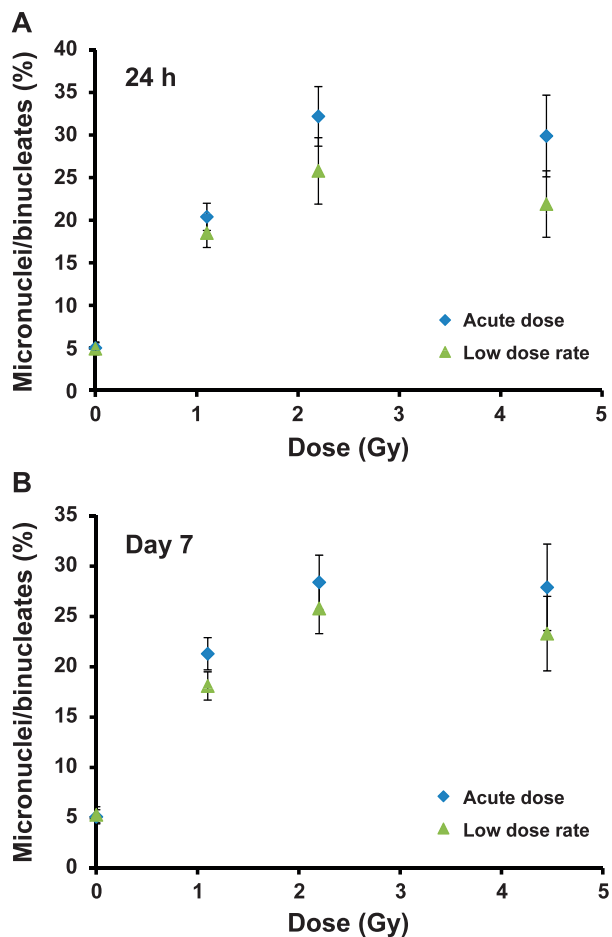 A
Micronuclei/binucleates (%)
40
35
30
25
20
15
10
5
0
24 h
Acute dose
Low dose rate
0 1 2 3 4 5
Dose (Gy)
B
Micronuclei/binucleates (%)
35
30
25
20
15
10
5
0
Day 7
Acute dose
Low dose rate
0 1 2 3 4 5
Dose (Gy)